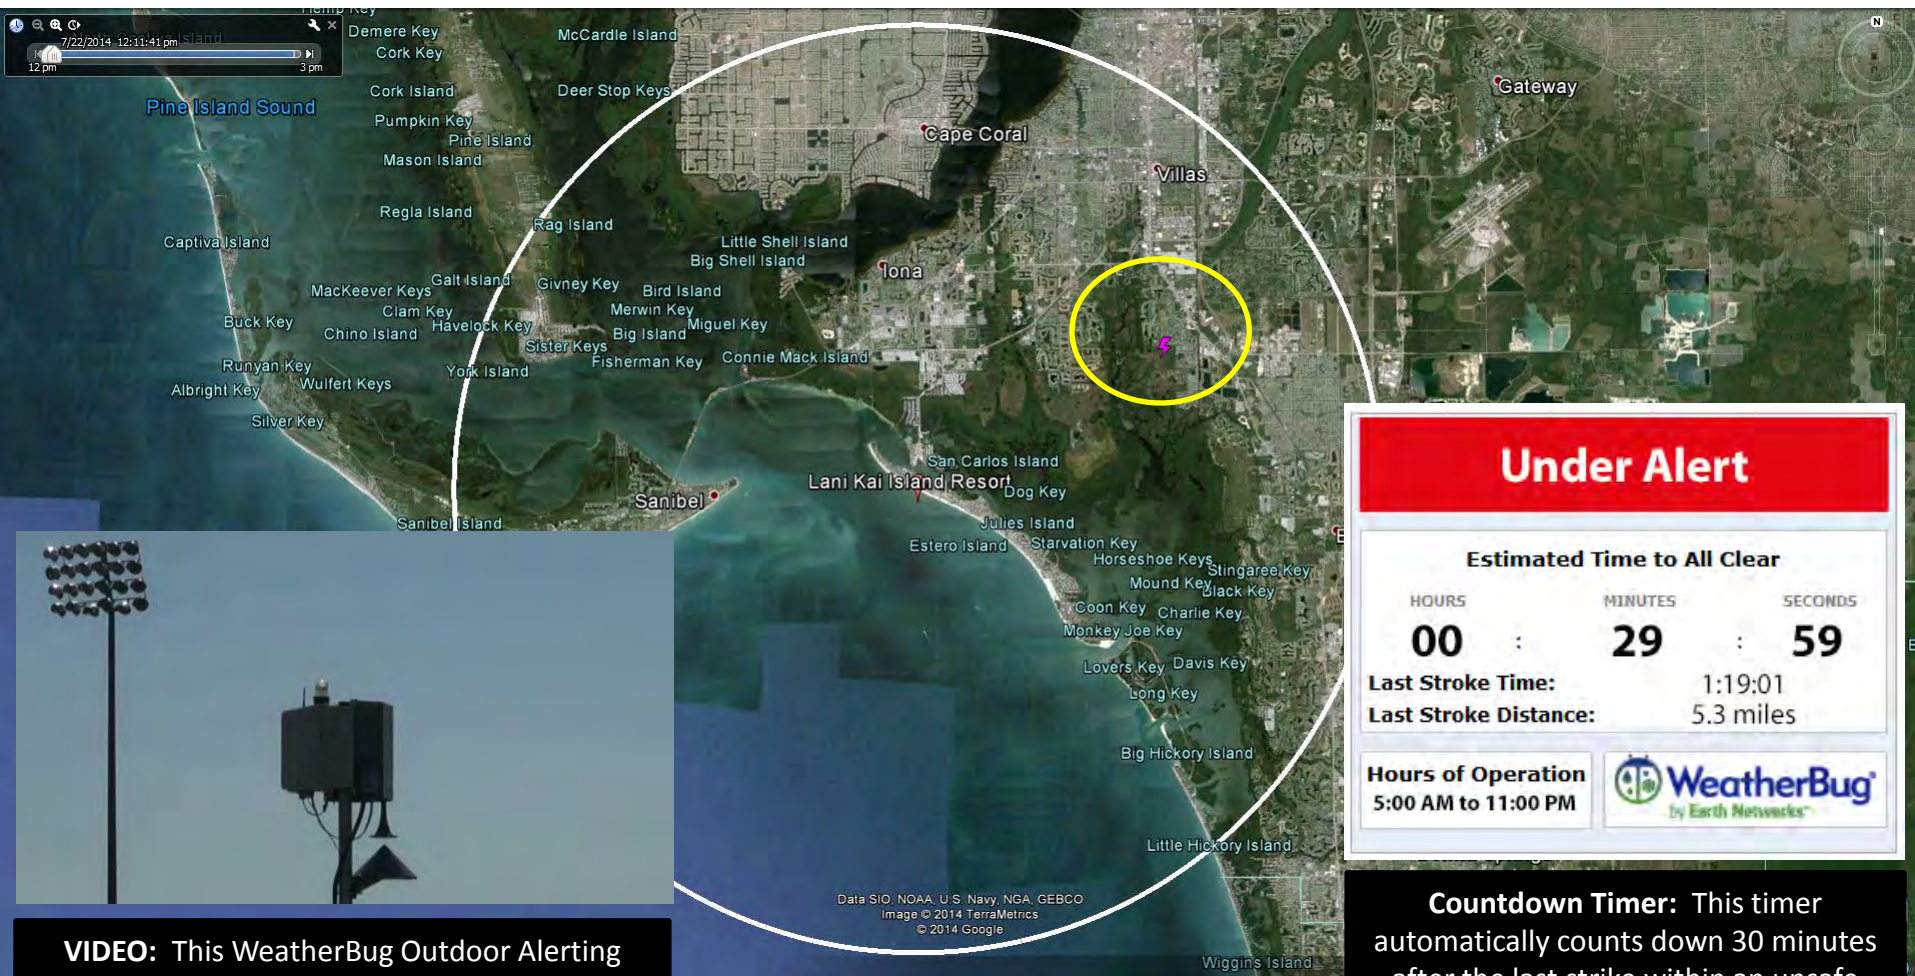 7/22/2014 12:11:41 pm
12 pm
3 pm
N
Demere Key
Cork Key
McCardle Island
Pine Island Sound
Cork Island
Deer Stop Keys
Pumpkin Key
Pine Island
Mason Island
Cape Coral
Gateway
Villas
Regla Island
Rag Island
Captiva Island
Little Shell Island
Big Shell Island
Iona
Galt Island
MacKeever Keys
Givney Key
Bird Island
Clam Key
Merwin Key
Buck Key
Chino Island
Havelock Key
Big Island
Miguel Key
Sister Keys
Runyan Key
York Island
Fisherman Key
Connie Mack Island
Albright Key
Wulfert Keys
Silver Key
San Carlos Island
Lani Kai Island Resort
Dog Key
Sanibel
Sanibel Island
Julies Island
Estero Island
Starvation Key
Horseshoe Keys
Stingaree Key
Mound Key
Black Key
Coon Key
Charlie Key
Monkey Joe Key
Lovers Key
Davis Key
Long Key
Big Hickory Island
Little Hickory Island
Wiggins Island
Data SIO, NOAA, U.S. Navy, NGA, GEBCO
Image © 2014 TerraMetrics
© 2014 Google
Under Alert
Estimated Time to All Clear
HOURS MINUTES SECONDS
00 : 29 : 59
Last Stroke Time: 1:19:01
Last Stroke Distance: 5.3 miles
Hours of Operation
5:00 AM to 11:00 PM
WeatherBug
by Earth Networks
VIDEO: This WeatherBug Outdoor Alerting
Countdown Timer: This timer
automatically counts down 30 minutes
after the last strike within an unsafe